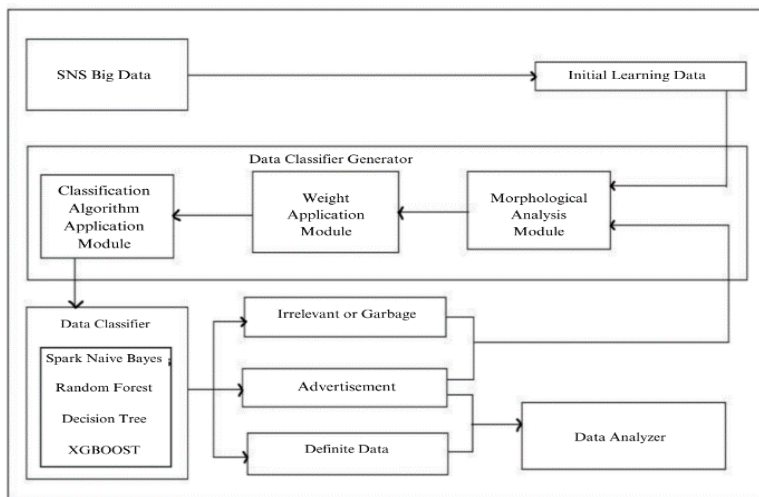 SNS Big Data
Initial Learning Data
Data Classifier Generator
Classification
Algorithm
Application
Module
Weight
Application
Module
Morphological
Analysis
Module
Data Classifier
Spark Naive Bayes
Random Forest
Decision Tree
XGBOOST
Irrelevant or Garbage
Advertisement
Definite Data
Data Analyzer